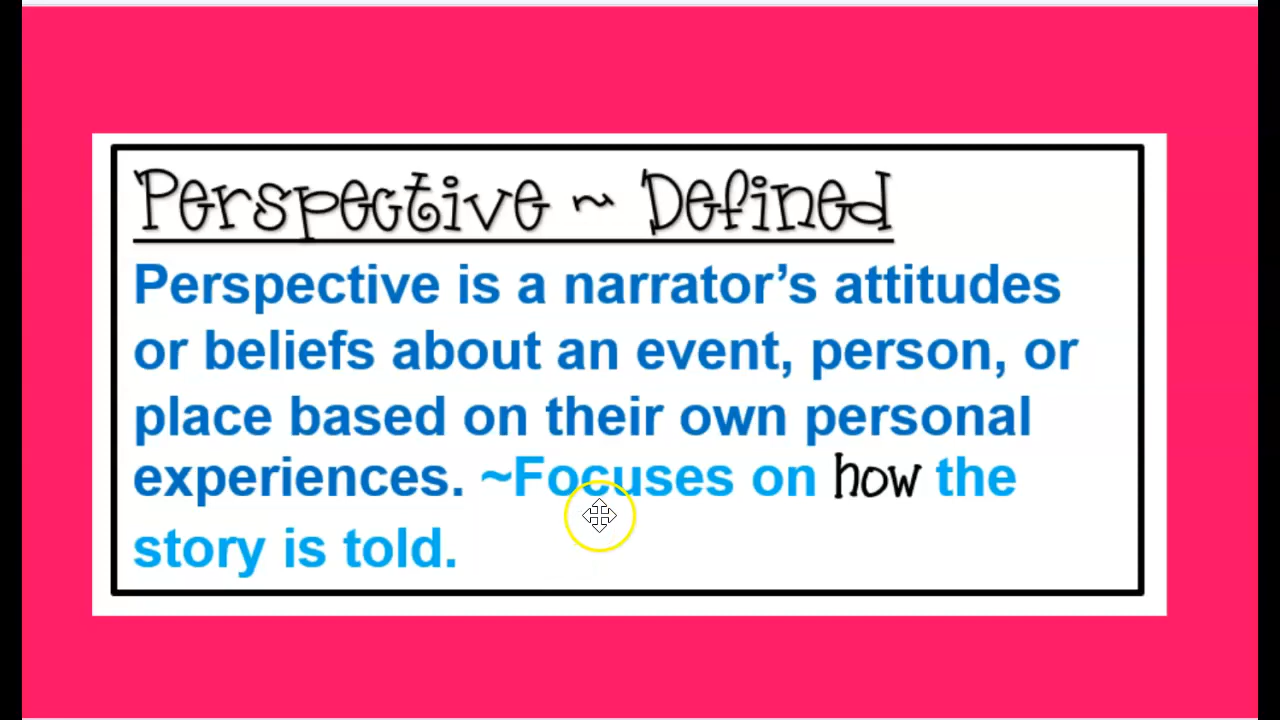 Perspective ~ Defined
Perspective is a narrator’s attitudes
or beliefs about an event, person, or
place based on their own personal
experiences. ~Focuses on how the
story is told.